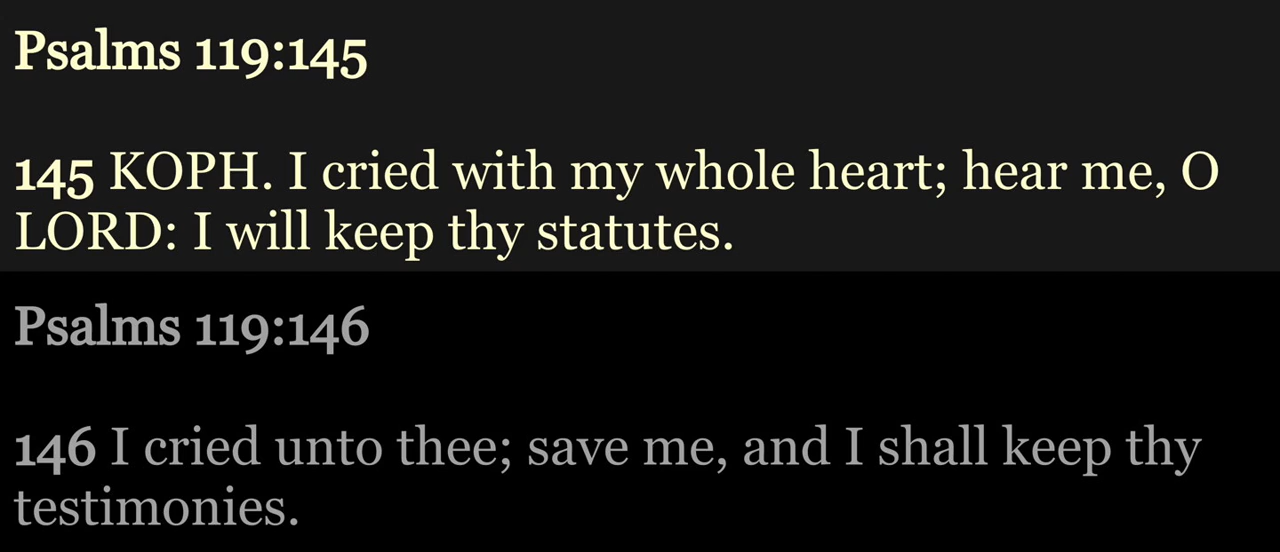 Psalms 119:145
145 KOPH. I cried with my whole heart; hear me, O
LORD: I will keep thy statutes.
Psalms 119:146
146 I cried unto thee; save me, and I shall keep thy
testimonies.